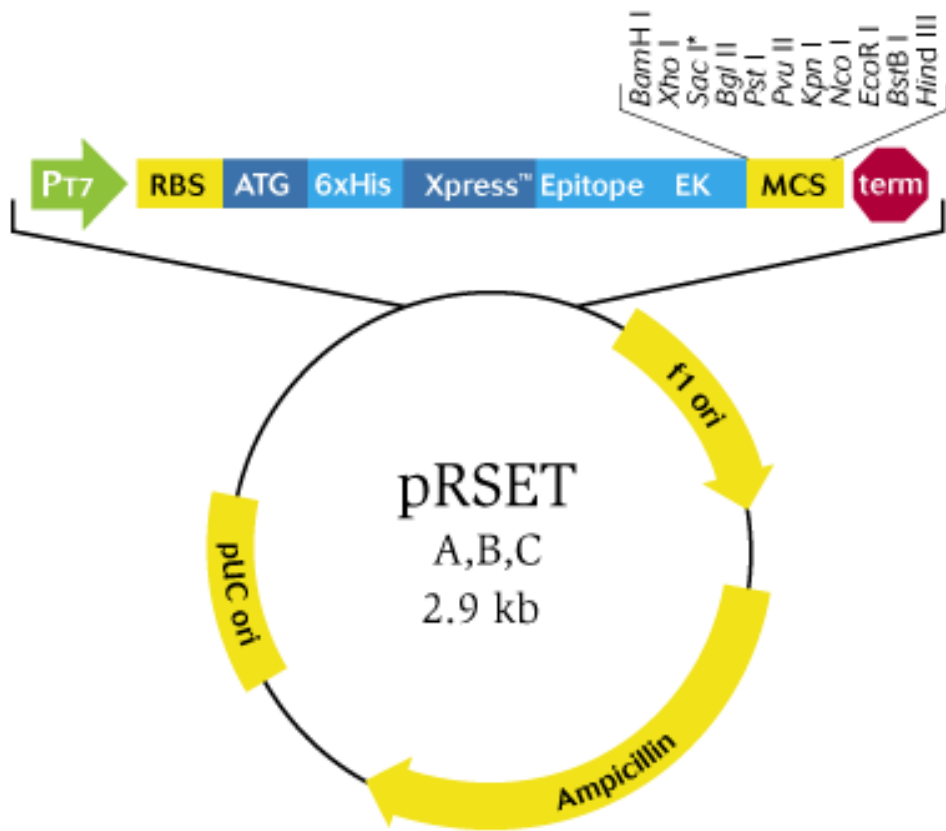 BamH I
Xho I
Sac I*
Bgl II
Pst I
Pvu II
Kpn I
Nco I
EcoR I
BstB I
Hind III
PT7 RBS ATG 6xHis Xpress™ Epitope EK MCS term
f1 ori
pRSET
A,B,C
2.9 kb
pUC ori
Ampicillin